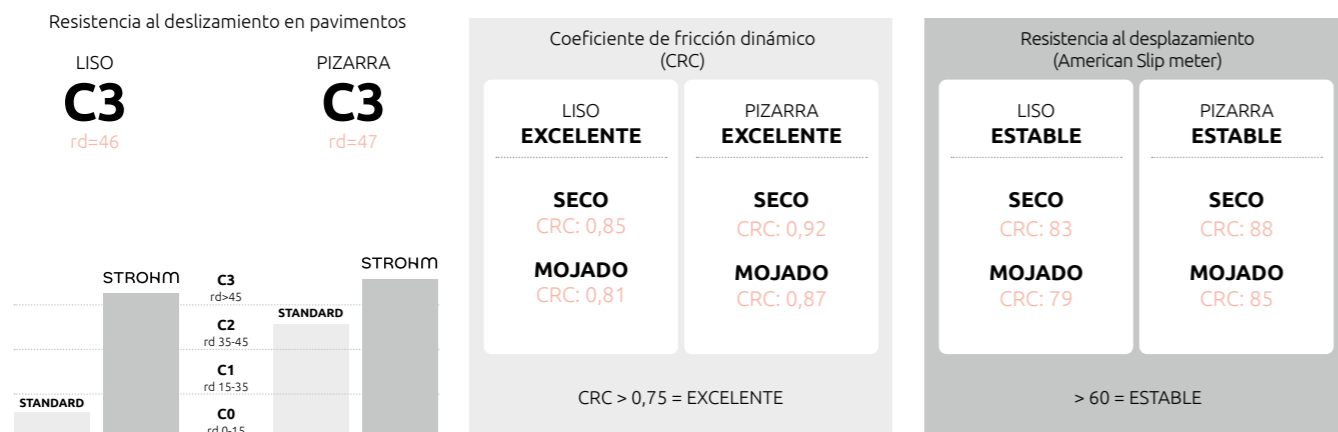 Resistencia al deslizamiento en pavimentos
LISO
C3
rd=46
PIZARRA
C3
rd=47
STROHM
STROHM
STANDARD
STANDARD
C3
rd>45
C2
rd 35-45
C1
rd 15-35
C0
rd 0-15
Coeficiente de fricción dinámico
(CRC)
LISO
EXCELENTE
SECO
CRC: 0,85
MOJADO
CRC: 0,81
PIZARRA
EXCELENTE
SECO
CRC: 0,92
MOJADO
CRC: 0,87
CRC > 0,75 = EXCELENTE
Resistencia al desplazamiento
(American Slip meter)
LISO
ESTABLE
SECO
CRC: 83
MOJADO
CRC: 79
PIZARRA
ESTABLE
SECO
CRC: 88
MOJADO
CRC: 85
> 60 = ESTABLE